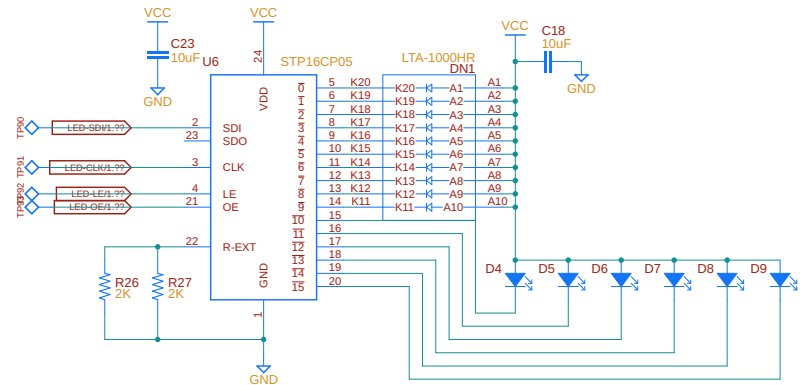 VCC
VCC
VCC
C23
10uF
GND
U6
24
STP16CP05
LTA-1000HR
DN1
C18
10uF
GND
VDD
TP90
LED-SDI/1.??
2
SDI
23
SDO
TP91
LED-CLK/1.??
3
CLK
TP92
LED-LE/1.??
4
LE
LED-OE/1.??
21
OE
22
R-EXT
R26
2K
R27
2K
GND
1
GND
0 5 K20 K20 A1 A1
1 6 K19 K19 A2 A2
2 7 K18 K18 A3 A3
3 8 K17 K17 A4 A4
4 9 K16 K16 A5 A5
5 10 K15 K15 A6 A6
6 11 K14 K14 A7 A7
7 12 K13 K13 A8 A8
8 13 K12 K12 A9 A9
9 14 K11 K11 A10 A10
10 15
11 16
12 17
13 18
14 19
15 20
D4 D5 D6 D7 D8 D9